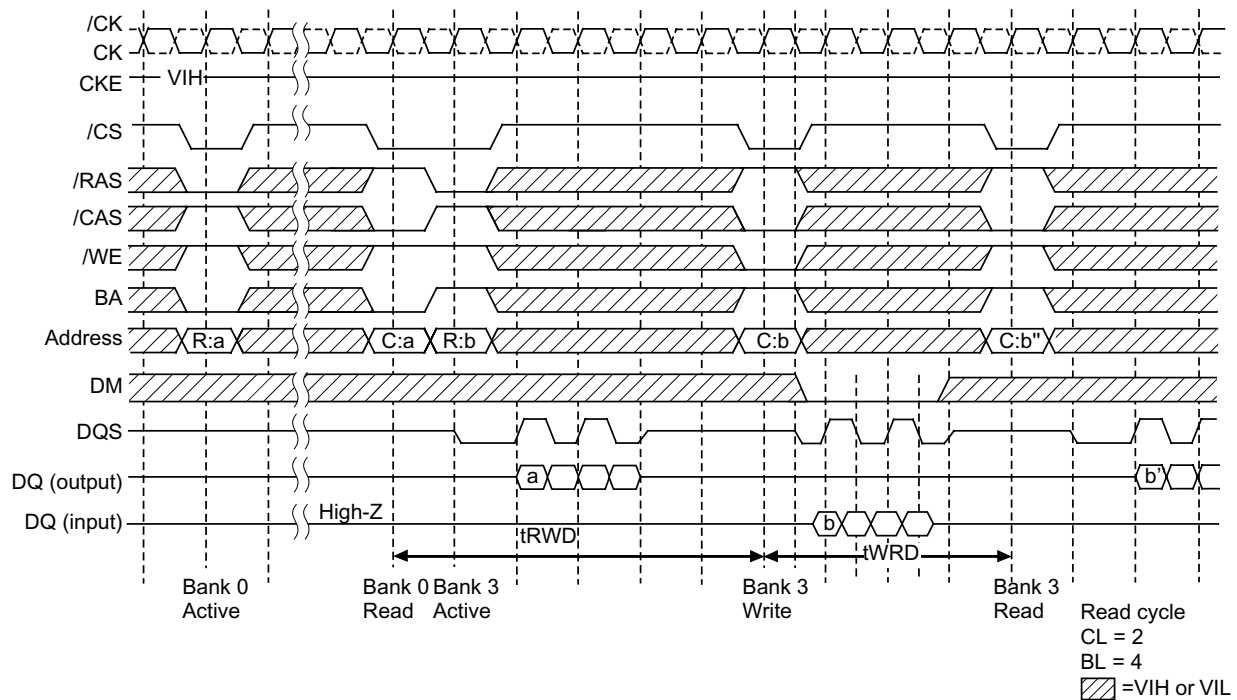 /CK
CK
CKE
VIH
/CS
/RAS
/CAS
/WE
BA
Address
R:a
C:a
R:b
C:b
C:b"
DM
DQS
DQ (output)
a
b’
DQ (input)
High-Z
b
tRWD
tWRD
Bank 0
Active
Bank 0
Read
Bank 3
Active
Bank 3
Write
Bank 3
Read
Read cycle
CL = 2
BL = 4
=VIH or VIL